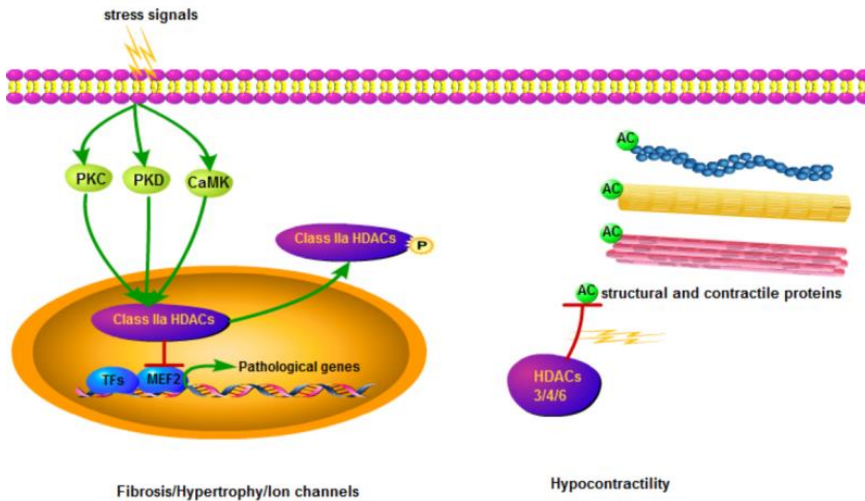 stress signals
PKC
PKD
CaMK
Class IIa HDACs
P
Class IIa HDACs
TFs
MEF2
Pathological genes
Fibrosis/Hypertrophy/Ion channels
AC
AC
AC
AC
structural and contractile proteins
HDACs
3/4/6
Hypocontractility